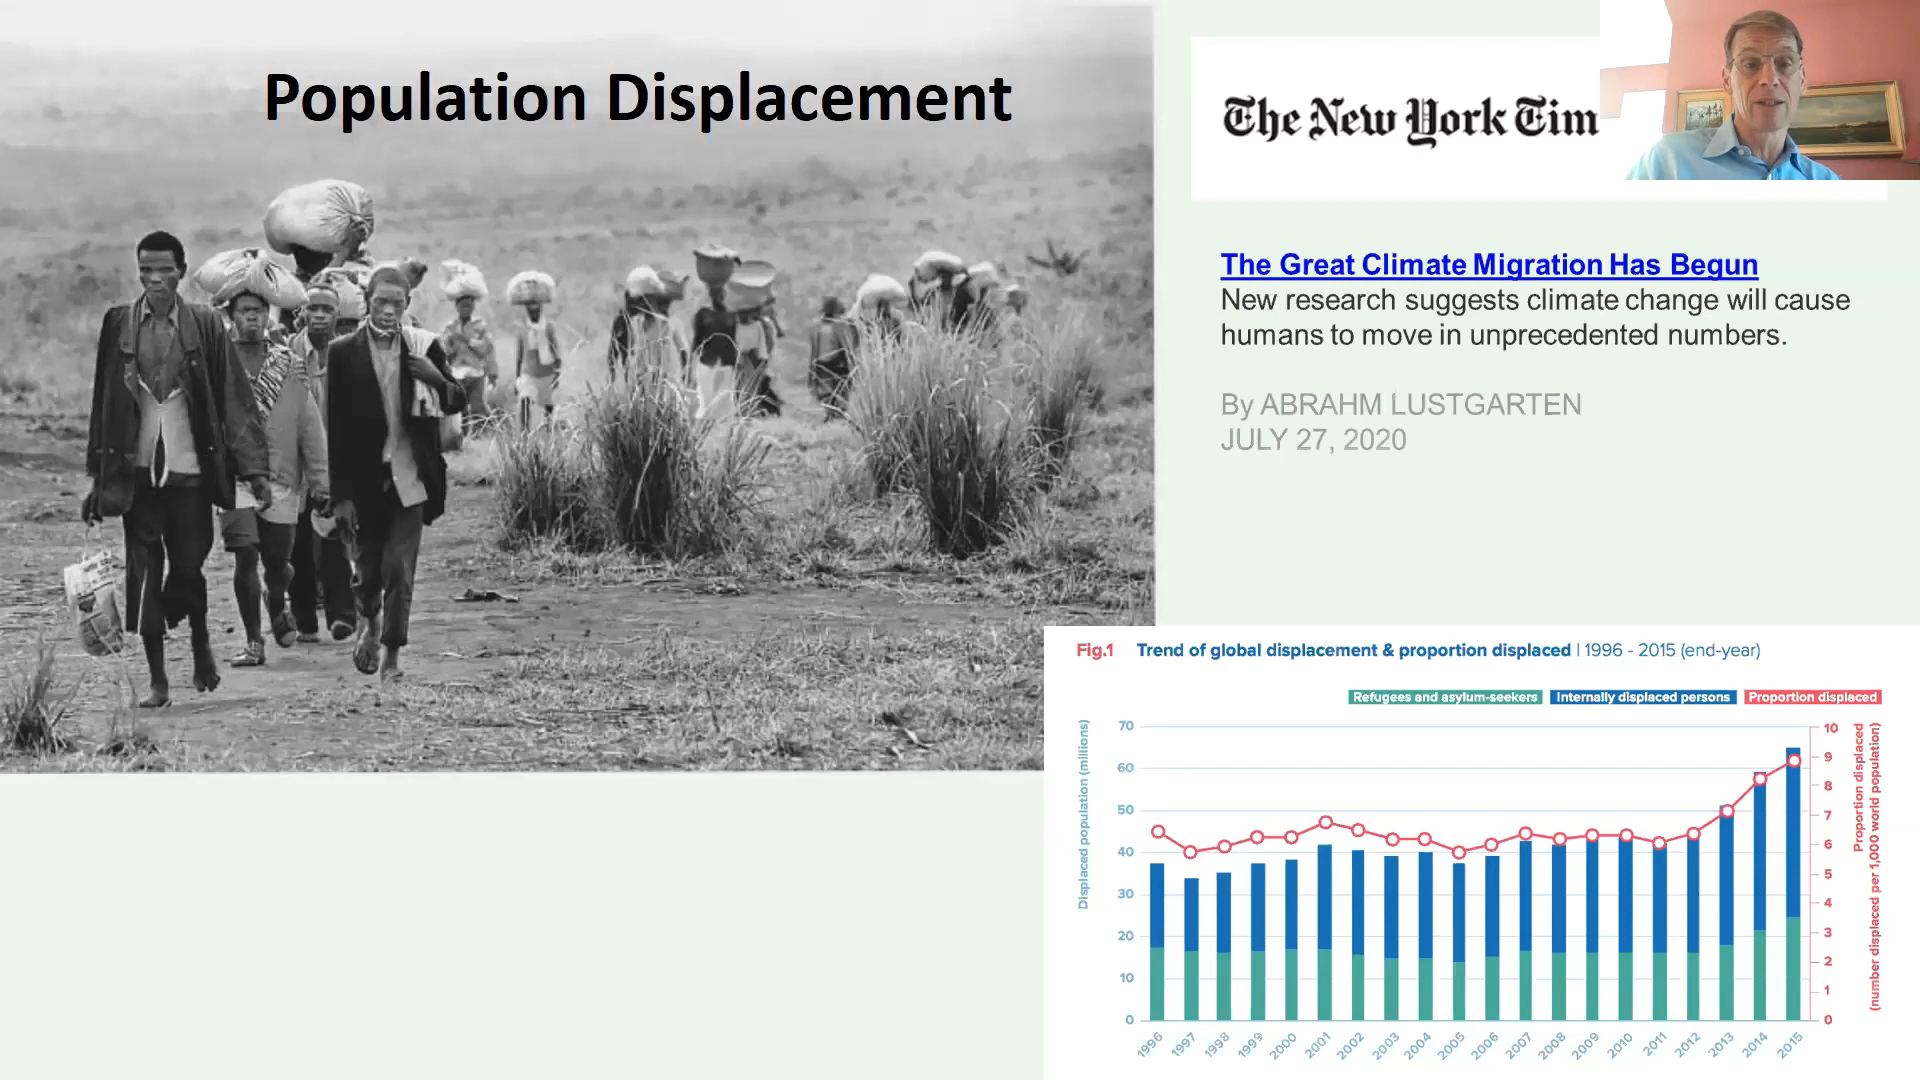 Population Displacement
The New York Tim
The Great Climate Migration Has Begun
New research suggests climate change will cause
humans to move in unprecedented numbers.
By ABRAHM LUSTGARTEN
JULY 27, 2020
Fig.1 Trend of global displacement & proportion displaced | 1996 - 2015 (end-year)
Refugees and asylum-seekers Internally displaced persons Proportion displaced
Displaced population (millions)
70
60
50
40
30
20
10
0
10
9
8
7
6
5
4
3
2
1
0
Proportion displaced
(number displaced per 1,000 world population)
1996 1997 1998 1999 2000 2001 2002 2003 2004 2005 2006 2007 2008 2009 2010 2011 2012 2013 2014 2015